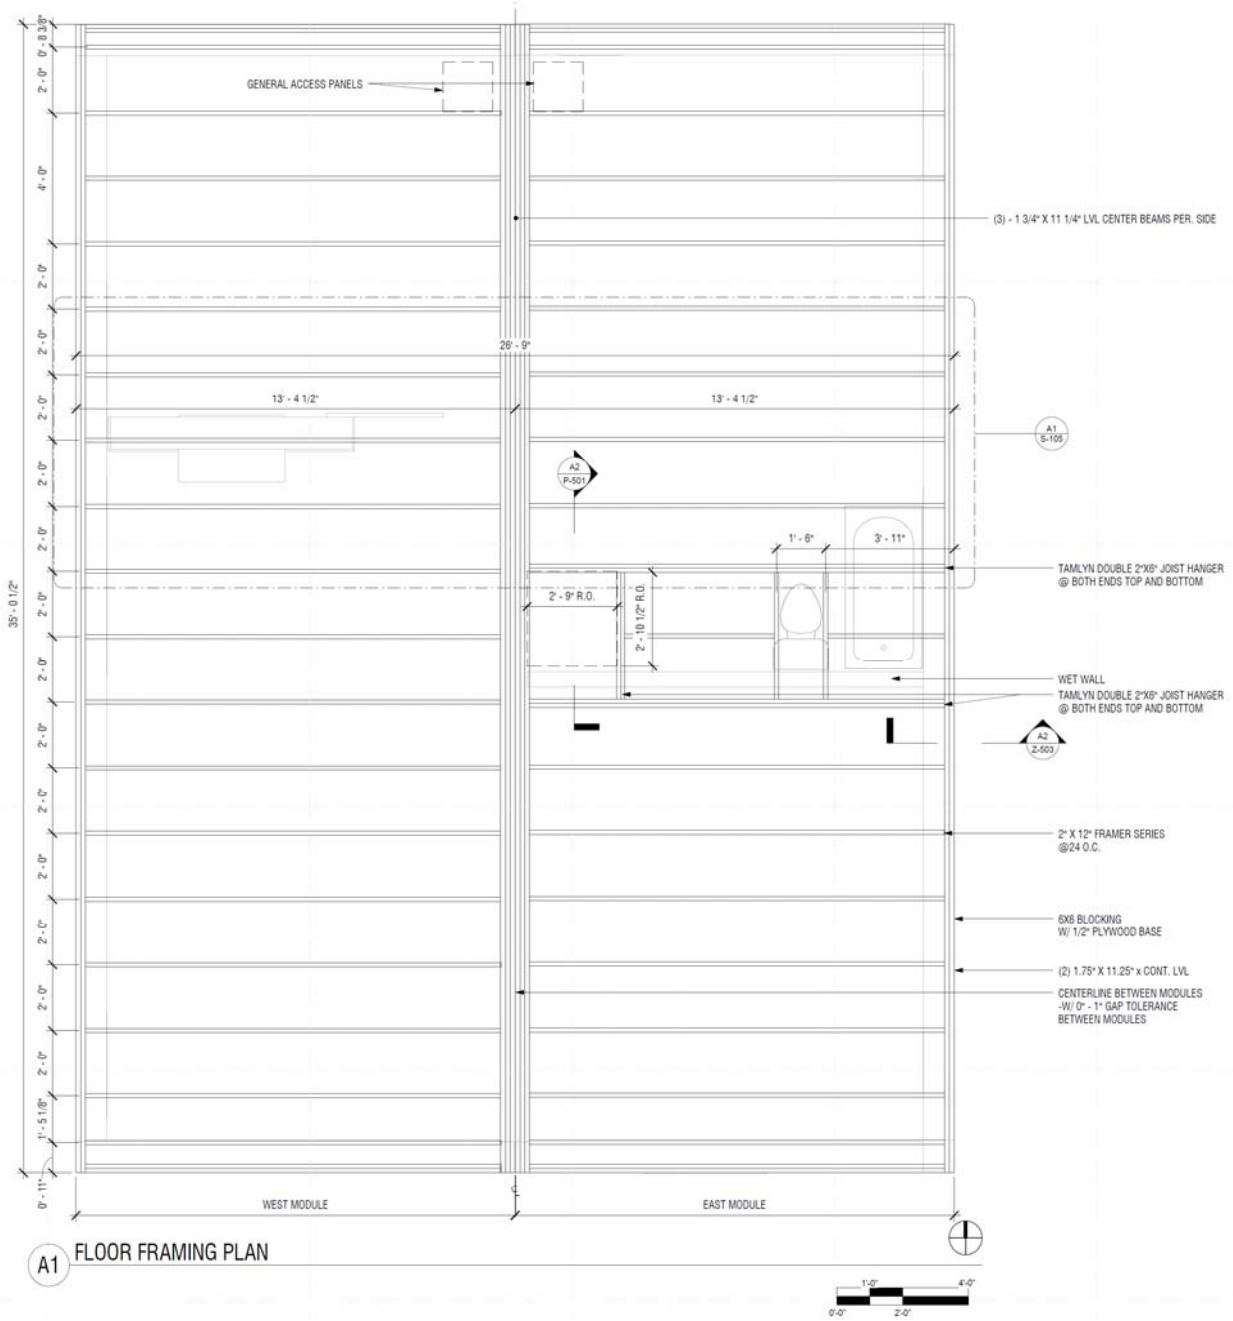 0' - 8 3/8"
2' - 0"
GENERAL ACCESS PANELS
4' - 0"
(3) - 1 3/4" X 11 1/4" LVL CENTER BEAMS PER. SIDE
2' - 0"
2' - 0"
26' - 9"
2' - 0"
13' - 4 1/2"
13' - 4 1/2"
A1
S-105
2' - 0"
A2
P-501
2' - 0"
1' - 6"
3' - 11"
TAMLYN DOUBLE 2"X6" JOIST HANGER
@ BOTH ENDS TOP AND BOTTOM
35' - 0 1/2"
2' - 0"
2' - 9" R.O.
2' - 10 1/2" R.O.
2' - 0"
WET WALL
TAMLYN DOUBLE 2"X6" JOIST HANGER
@ BOTH ENDS TOP AND BOTTOM
2' - 0"
A2
Z-503
2' - 0"
2" X 12" FRAMER SERIES
@24 O.C.
2' - 0"
6X6 BLOCKING
W/ 1/2" PLYWOOD BASE
2' - 0"
(2) 1.75" X 11.25" x CONT. LVL
CENTERLINE BETWEEN MODULES
-W/ 0" - 1" GAP TOLERANCE
BETWEEN MODULES
2' - 0"
2' - 0"
1' - 5 1/8"
0' - 11"
WEST MODULE
EAST MODULE
A1
FLOOR FRAMING PLAN
1'-0"
4'-0"
0'-0"
2'-0"